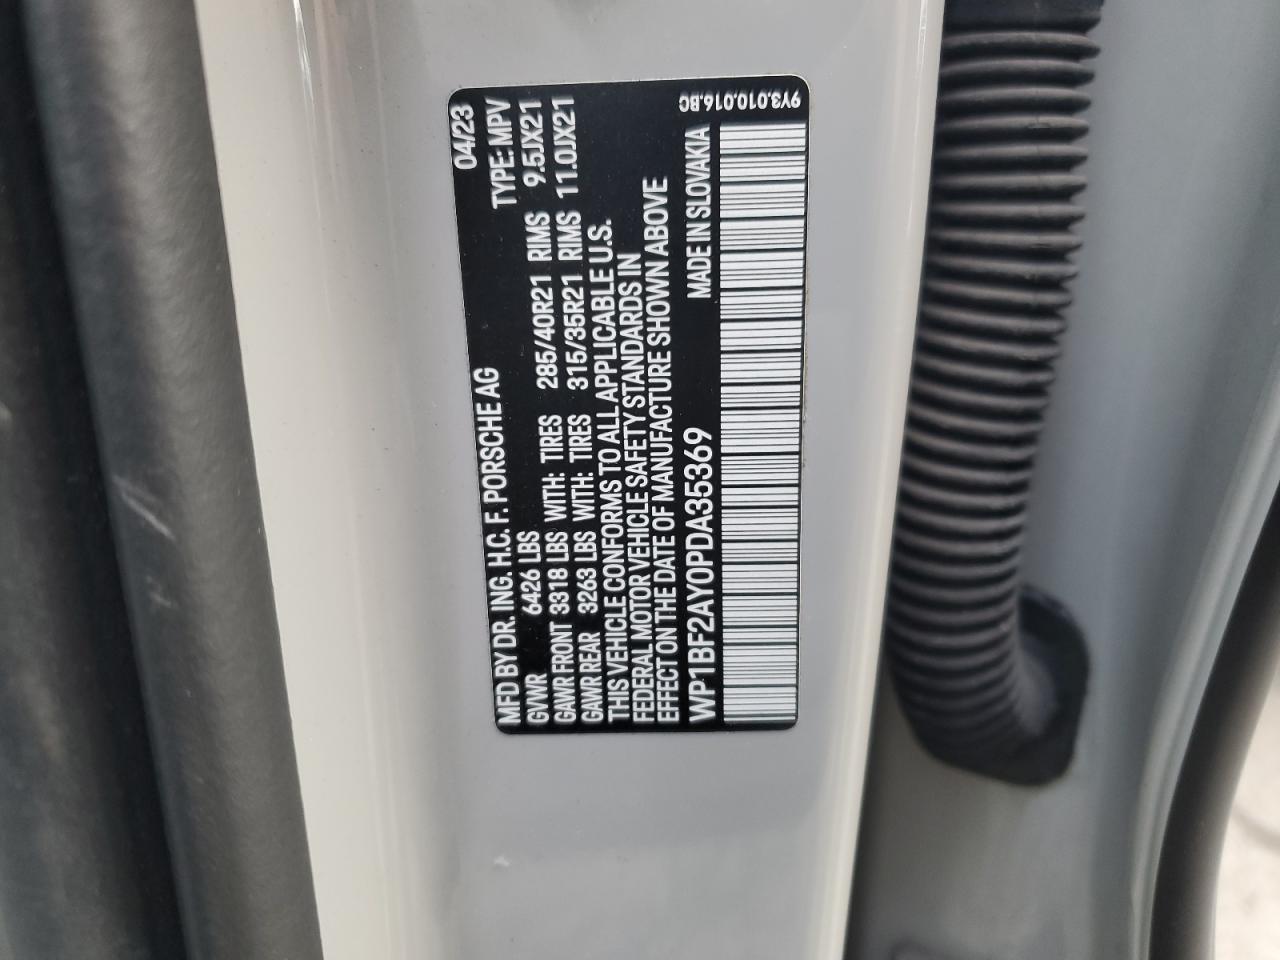 04/23
MFD BY DR. ING. H.C. F. PORSCHE AG TYPE: MPV
GVWR 6426 LBS
GAWR FRONT 3318 LBS WITH: TIRES 285/40R21 RIMS 9.5JX21
GAWR REAR 3263 LBS WITH: TIRES 315/35R21 RIMS 11.0JX21
THIS VEHICLE CONFORMS TO ALL APPLICABLE U.S.
FEDERAL MOTOR VEHICLE SAFETY STANDARDS IN
EFFECT ON THE DATE OF MANUFACTURE SHOWN ABOVE
WP1BF2AY0PDA35369 MADE IN SLOVAKIA
9Y3.010.016.BC